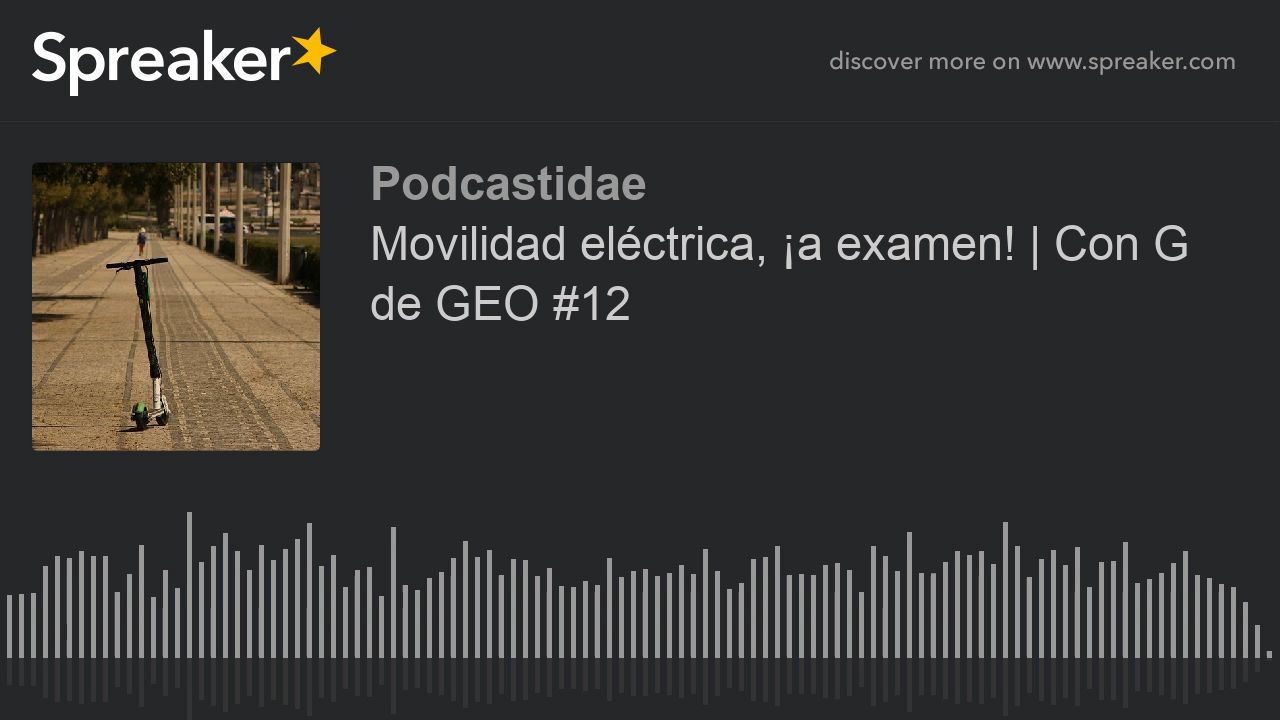 Spreaker
discover more on www.spreaker.com
Podcastidae
Movilidad eléctrica, ¡a examen! | Con G
de GEO #12